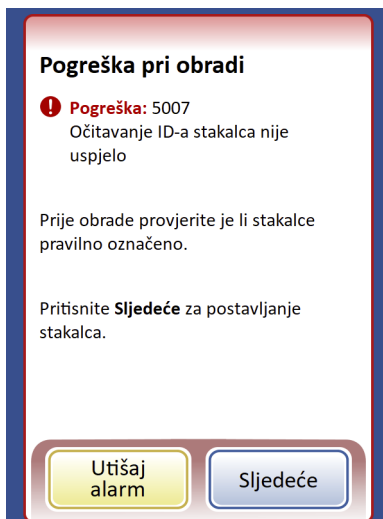 Pogreška pri obradi
Pogreška: 5007
Očitavanje ID-a stakalca nije
uspjelo
Prije obrade provjerite je li stakalce
pravilno označeno.
Pritisnite Sljedeće za postavljanje
stakalca.
Utišaj
alarm
Sljedeće